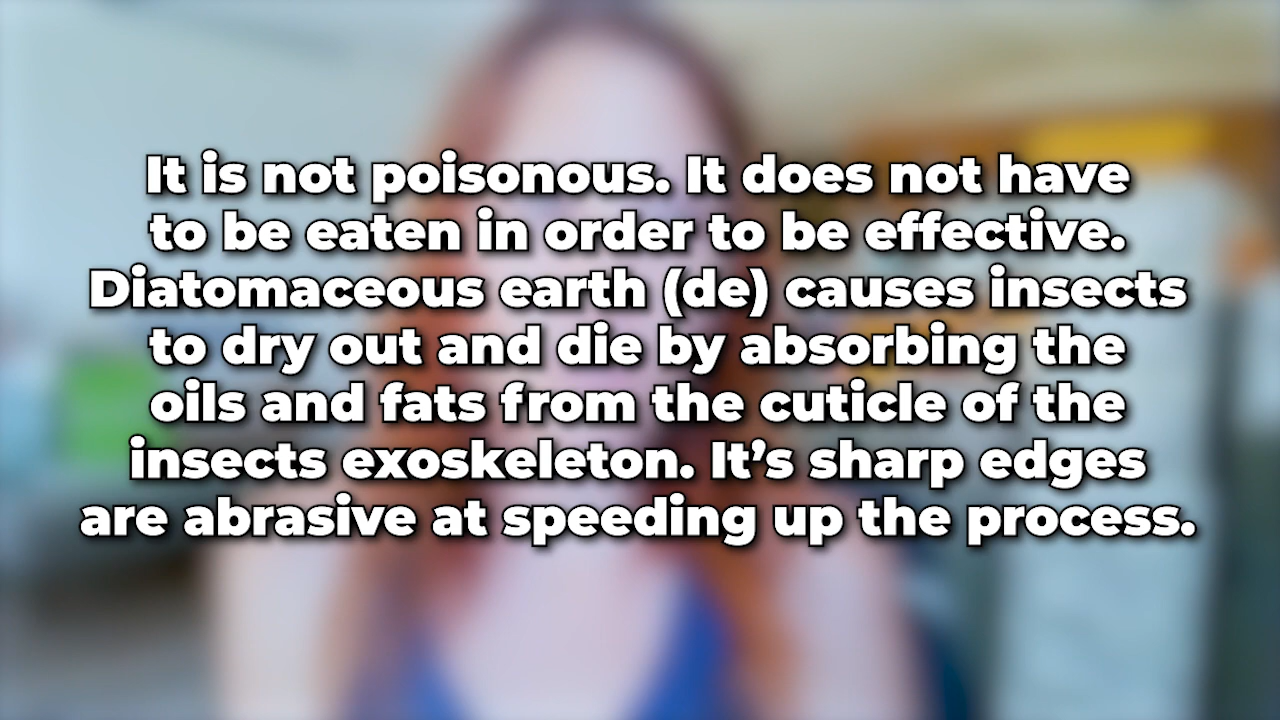 It is not poisonous. It does not have
to be eaten in order to be effective.
Diatomaceous earth (de) causes insects
to dry out and die by absorbing the
oils and fats from the cuticle of the
insects exoskeleton. It’s sharp edges
are abrasive at speeding up the process.